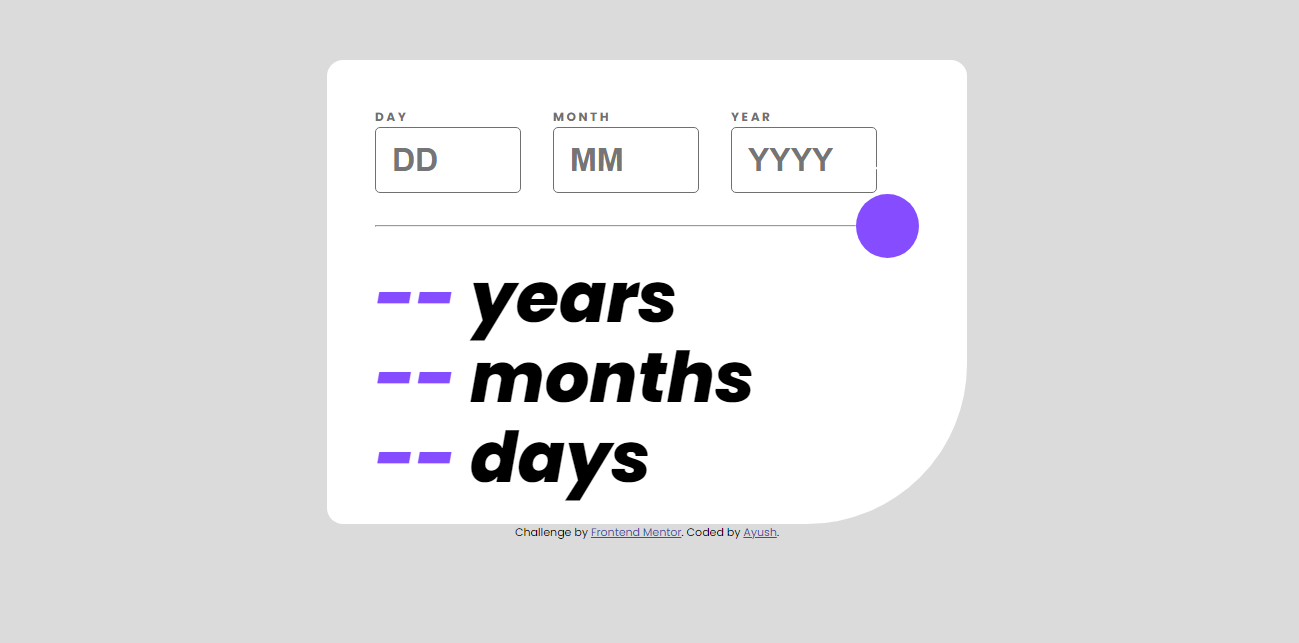 DAY MONTH YEAR
DD MM YYYY
-- years
-- months
-- days
Challenge by Frontend Mentor. Coded by Ayush.